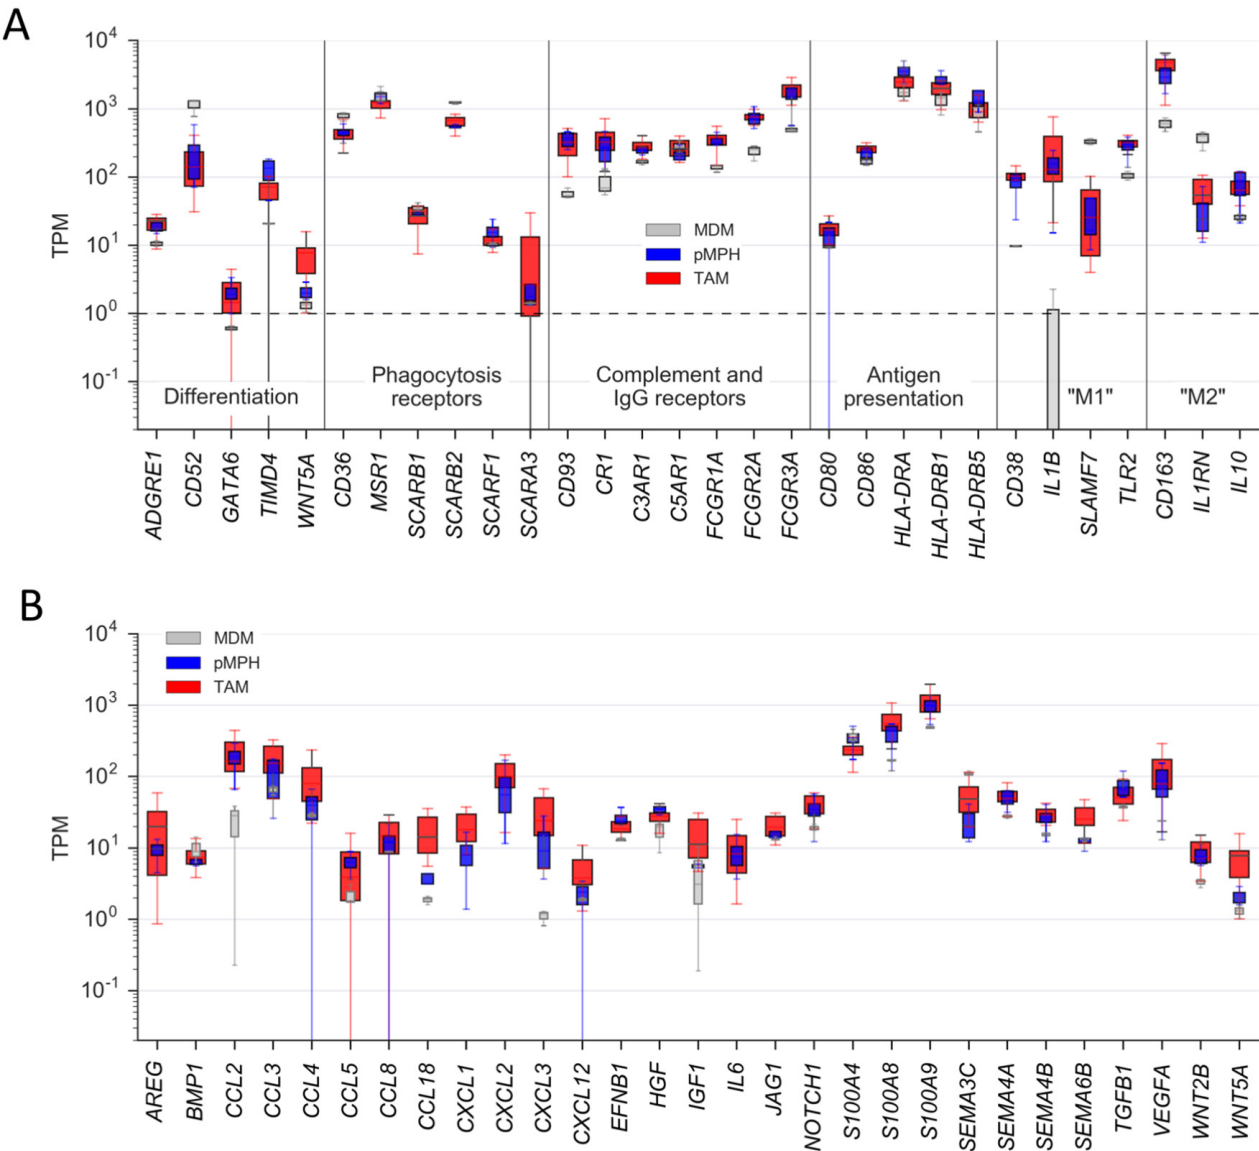 A
10^4
10^3
10^2
10^1
10^0
10^-1
TPM
MDM
pMPH
TAM
Differentiation
Phagocytosis
receptors
Complement and
IgG receptors
Antigen
presentation
"M1"
"M2"
ADGRE1
CD52
GATA6
TIMD4
WNT5A
CD36
MSR1
SCARB1
SCARB2
SCARF1
SCARA3
CD93
CR1
C3AR1
C5AR1
FCGR1A
FCGR2A
FCGR3A
CD80
CD86
HLA-DRA
HLA-DRB1
HLA-DRB5
CD38
IL1B
SLAMF7
TLR2
CD163
IL1RN
IL10
B
10^4
10^3
10^2
10^1
10^0
10^-1
TPM
MDM
pMPH
TAM
AREG
BMP1
CCL2
CCL3
CCL4
CCL5
CCL8
CCL18
CXCL1
CXCL2
CXCL3
CXCL12
EFNB1
HGF
IGF1
IL6
JAG1
NOTCH1
S100A4
S100A8
S100A9
SEMA3C
SEMA4A
SEMA4B
SEMA6B
TGFB1
VEGFA
WNT2B
WNT5A